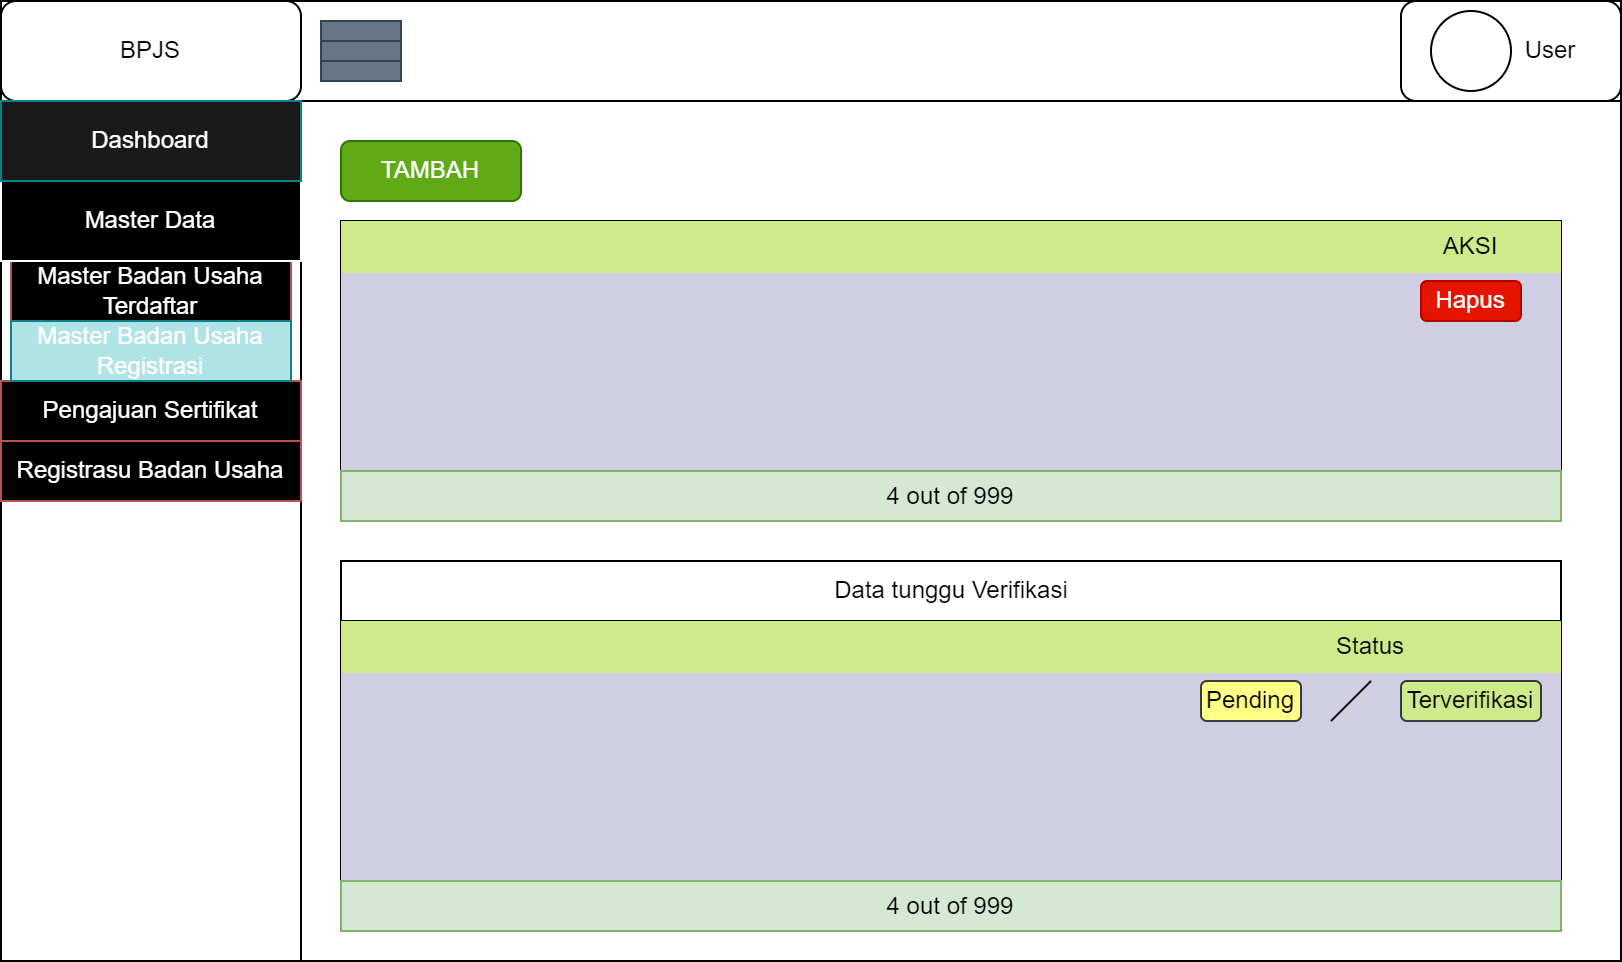 BPJS
User
Dashboard
Master Data
Master Badan Usaha
Terdaftar
Master Badan Usaha
Registrasi
Pengajuan Sertifikat
Registrasu Badan Usaha
TAMBAH
AKSI
Hapus
4 out of 999
Data tunggu Verifikasi
Status
Pending
Terverifikasi
4 out of 999